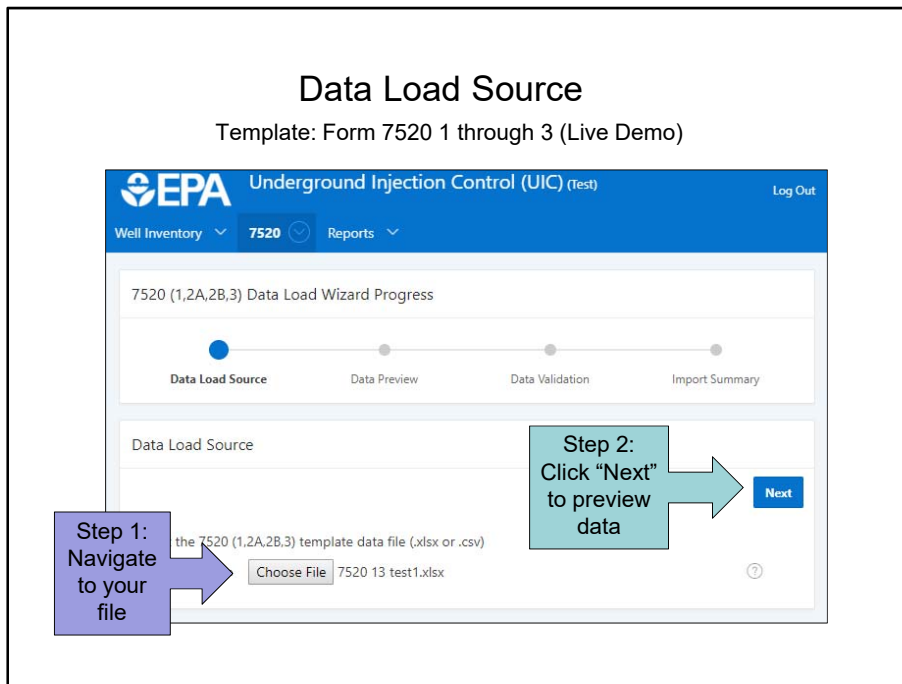 Data Load Source
Template: Form 7520 1 through 3 (Live Demo)
EPA
Underground Injection Control (UIC) (Test)
Log Out
Well Inventory
7520
Reports
7520 (1,2A,2B,3) Data Load Wizard Progress
Data Load Source
Data Preview
Data Validation
Import Summary
Data Load Source
Step 2:
Click “Next”
to preview
data
Next
Step 1:
Navigate
to your
file
the 7520 (1,2A,2B,3) template data file (.xlsx or .csv)
Choose File 7520 13 test1.xlsx
?